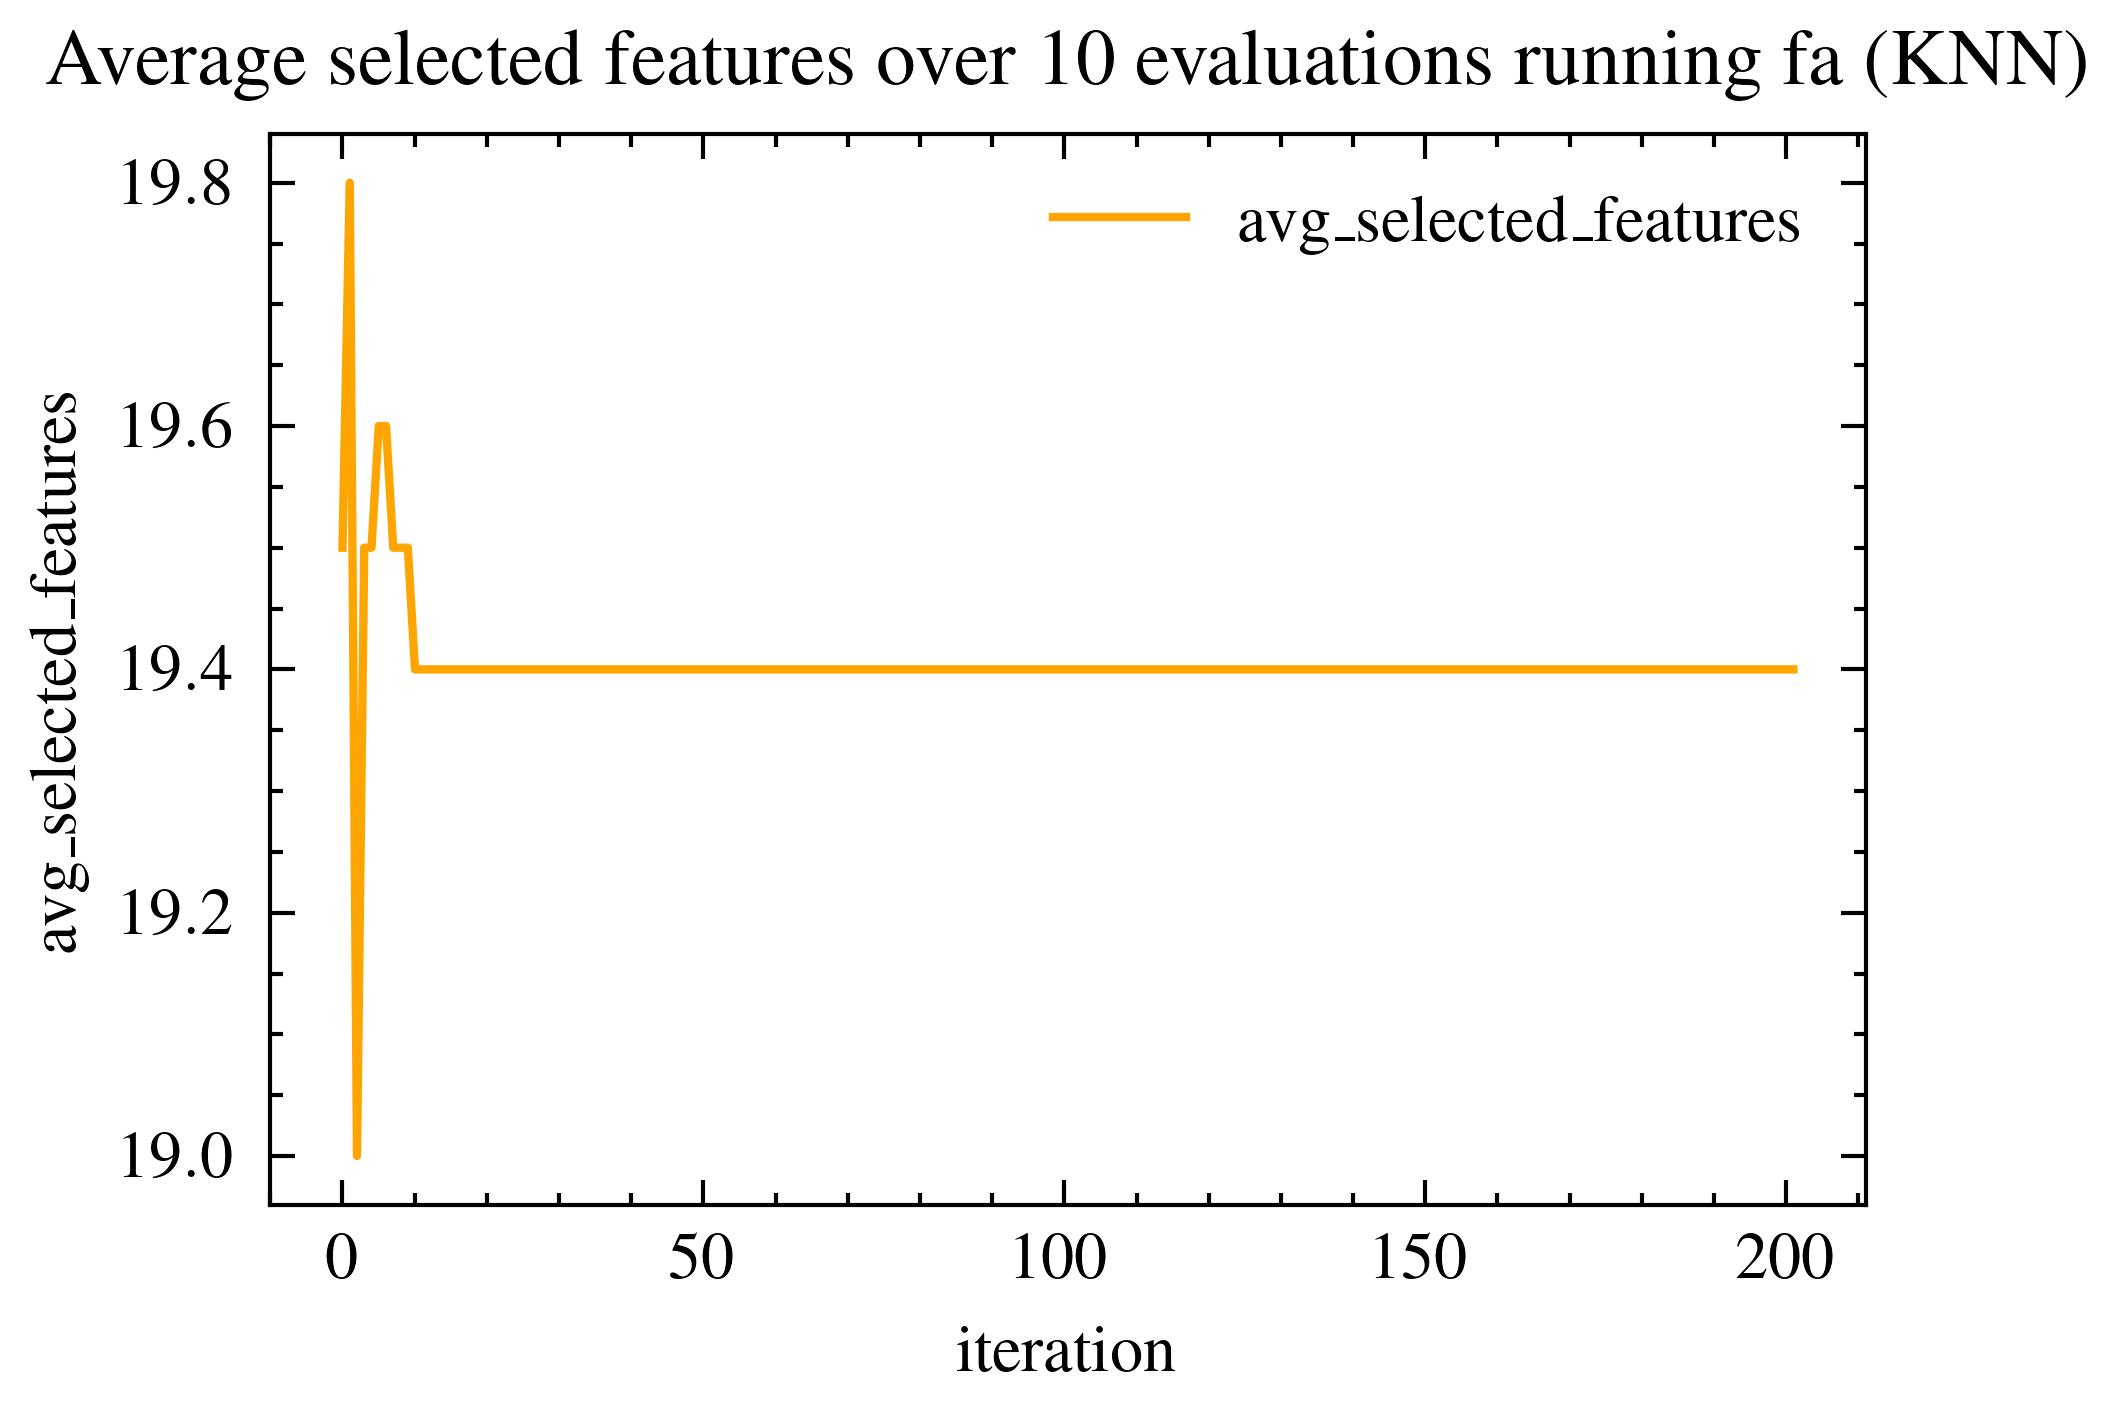 Average selected features over 10 evaluations running fa (KNN)
avg_selected_features
avg_selected_features
19.8
19.6
19.4
19.2
19.0
0 50 100 150 200
iteration